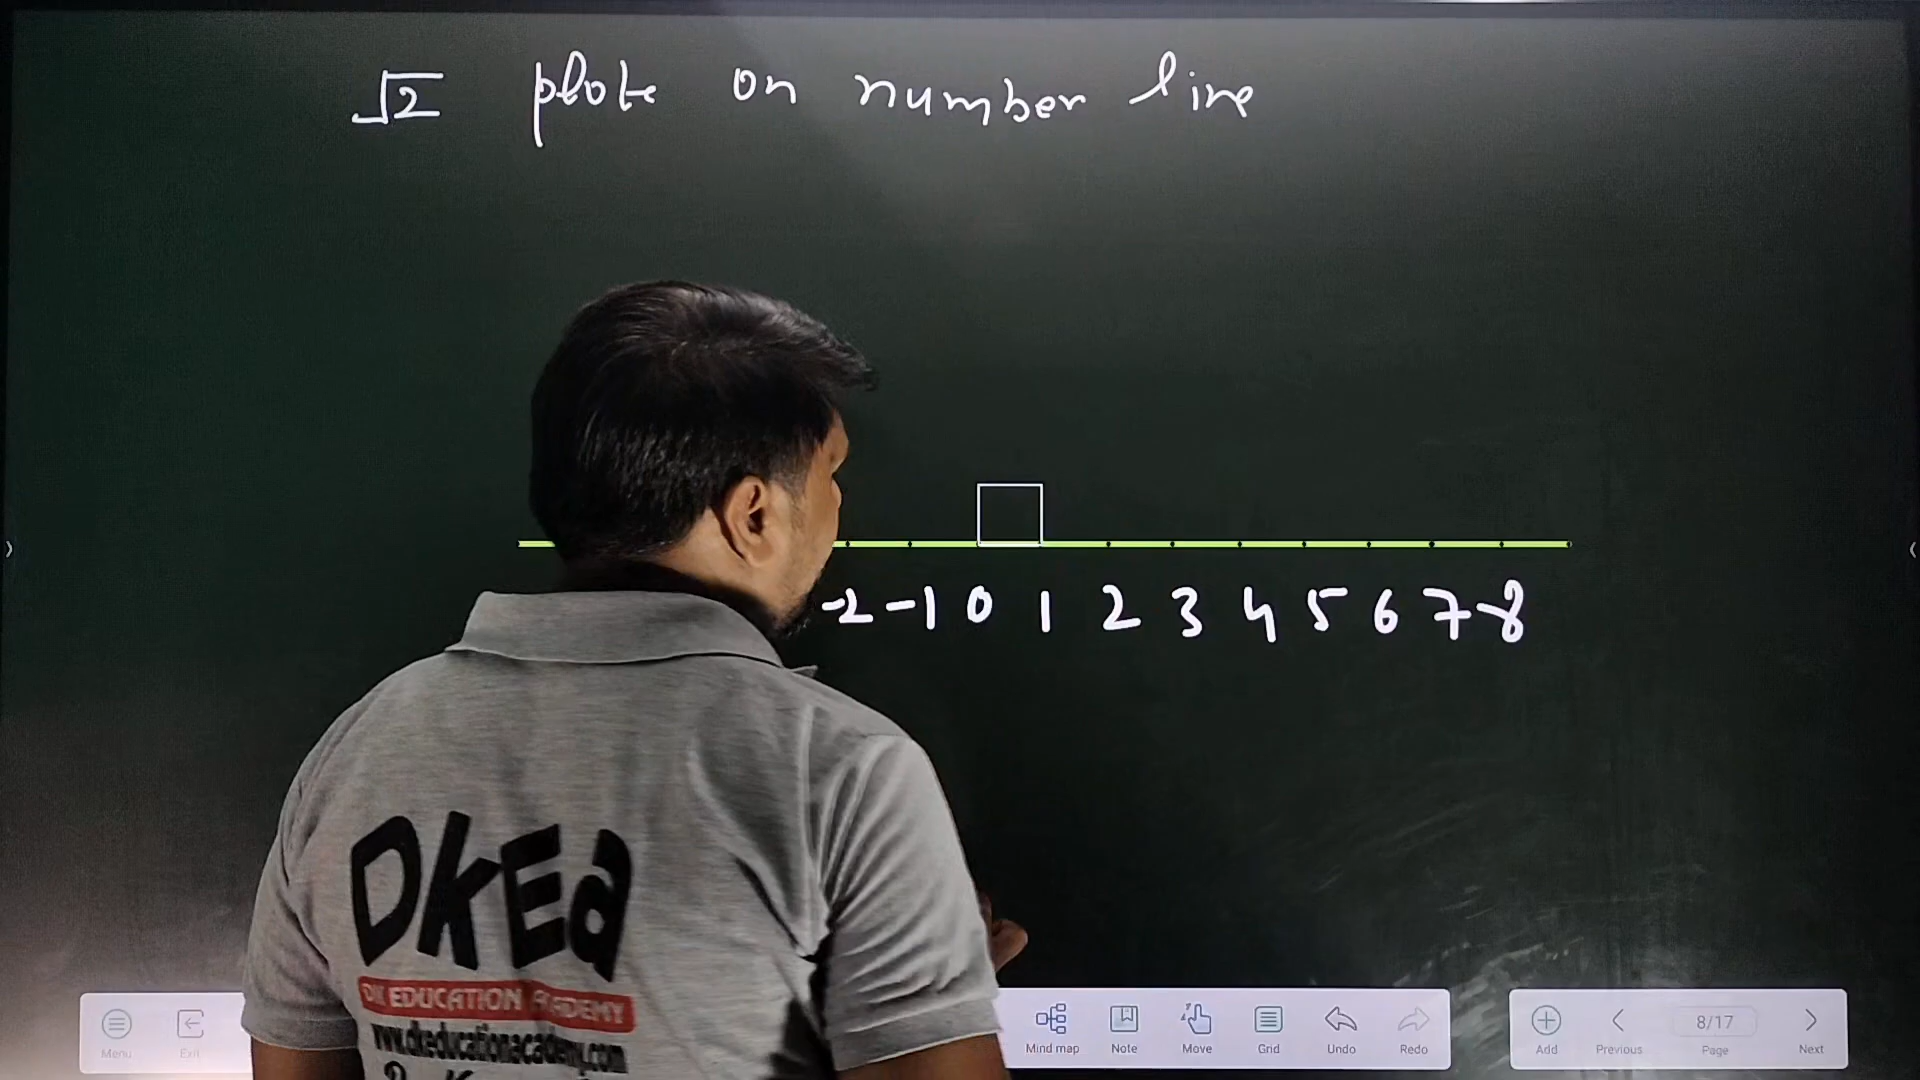 √2 plote on number line
-2 -1 0 1 2 3 4 5 6 7 8
DKEa
DK EDUCATION ACADEMY
www.dkeducationacademy.com
Menu Exit Mind map Note Move Grid Undo Redo Add Previous 8/17 Page Next